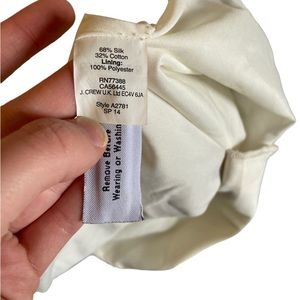 68% Silk
32% Cotton
Lining:
100% Polyester
RN77388
CA56445
J. CREW U.K. Ltd EC4V 6JA
Style A2781
SP 14
Remove Before
Wearing or Washin